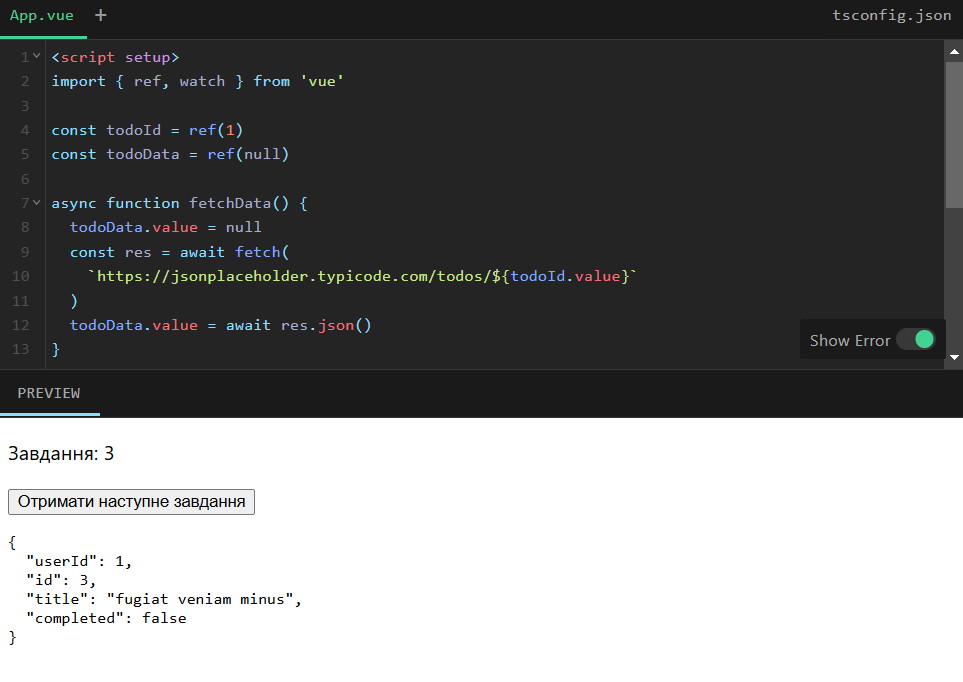 App.vue + tsconfig.json
1 <script setup>
2 import { ref, watch } from 'vue'
3
4 const todoId = ref(1)
5 const todoData = ref(null)
6
7 async function fetchData() {
8   todoData.value = null
9   const res = await fetch(
10     `https://jsonplaceholder.typicode.com/todos/${todoId.value}`
11   )
12   todoData.value = await res.json()
13 }
Show Error
PREVIEW
Завдання: 3
Отримати наступне завдання
{
  "userId": 1,
  "id": 3,
  "title": "fugiat veniam minus",
  "completed": false
}